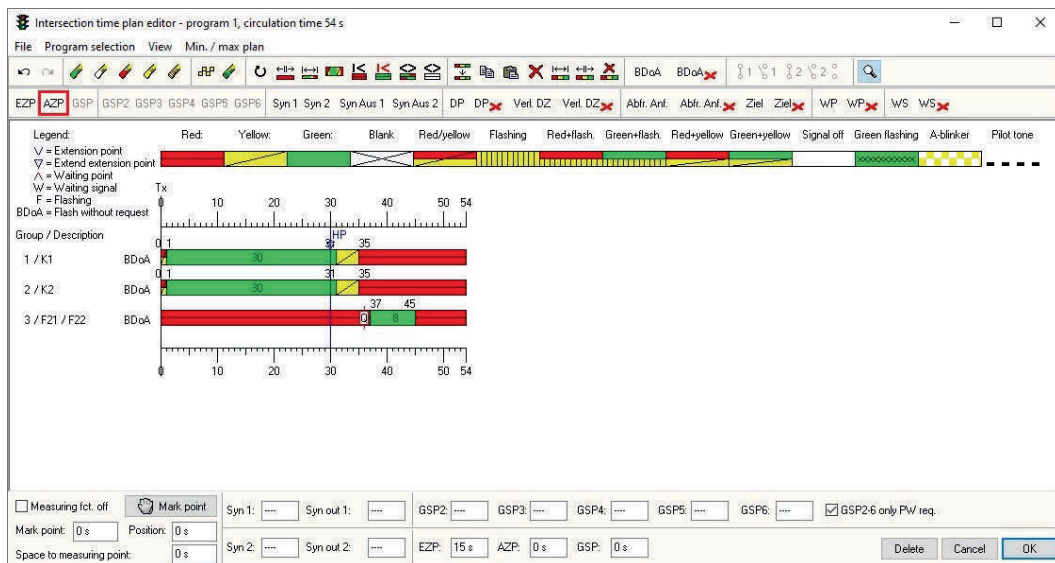 Intersection time plan editor - program 1, circulation time 54 s
File Program selection View Min. / max plan
BDoA BDoA 1 1 2 2
EZP AZP GSP GSP2 GSP3 GSP4 GSP5 GSP6 Syn 1 Syn 2 Syn Aus 1 Syn Aus 2 DP DP Verl. DZ Verl. DZ Abfr. Anf. Abfr. Anf. Ziel Ziel WP WP WS WS
Legend: Red: Yellow: Green: Blank Red/yellow Flashing Red+flash. Green+flash. Red+yellow Green+yellow Signal off Green flashing A-blinker Pilot tone
V = Extension point
▽ = Extend extension point
Λ = Waiting point
W = Waiting signal
F = Flashing
BDoA = Flash without request
Tx
0 10 20 30 40 50 54
Group / Description
HP
0 1 35
1 / K1 BDoA 30
0 1 31 35
2 / K2 BDoA 30
37 45
3 / F21 / F22 BDoA Q 8
0 10 20 30 40 50 54
Measuring fct. off Mark point Syn 1: ---- Syn out 1: ---- GSP2: ---- GSP3: ---- GSP4: ---- GSP5: ---- GSP6: ---- GSP2-6 only PW req.
Mark point: 0 s Position: 0 s
Space to measuring point: 0 s Syn 2: ---- Syn out 2: ---- EZP: 15 s AZP: 0 s GSP: 0 s Delete Cancel OK